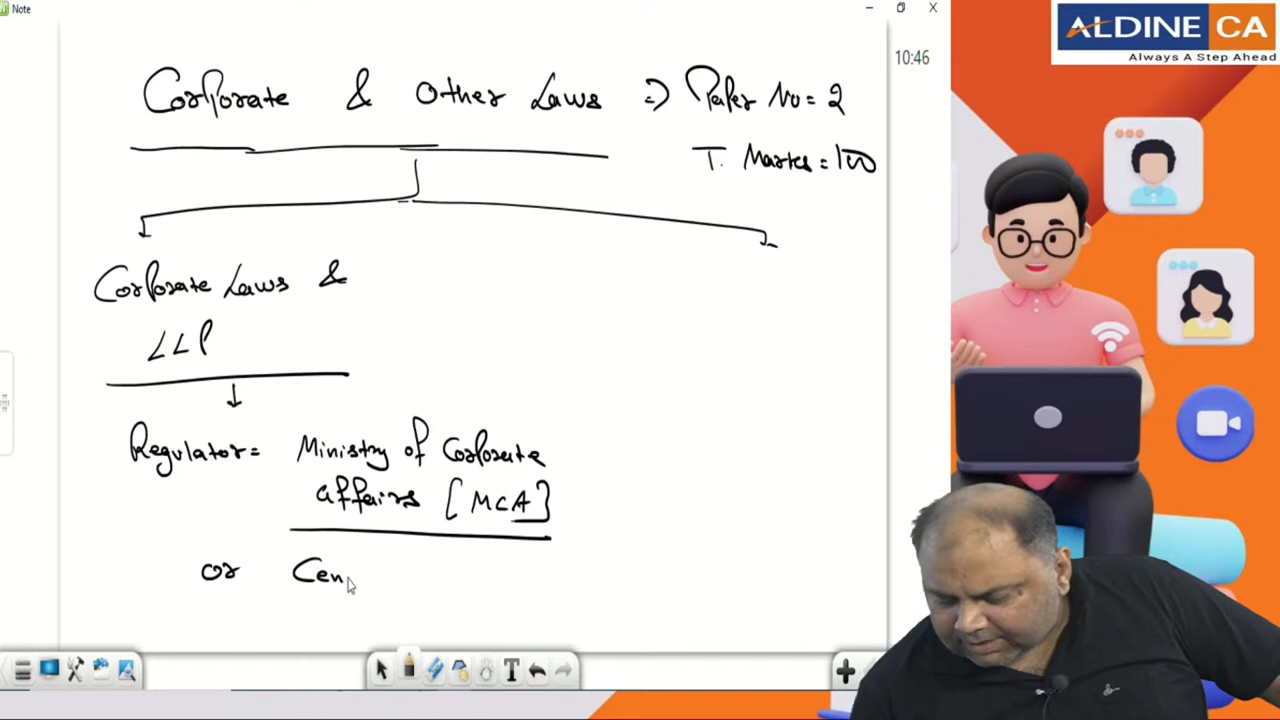 Note
ALDINE CA
Always A Step Ahead
10:46
Corporate & Other Laws => Paper No = 2
T. Marks = 100
Corporate Laws &
LLP
Regulator = Ministry of Corporate
affairs [MCA]
or Cen